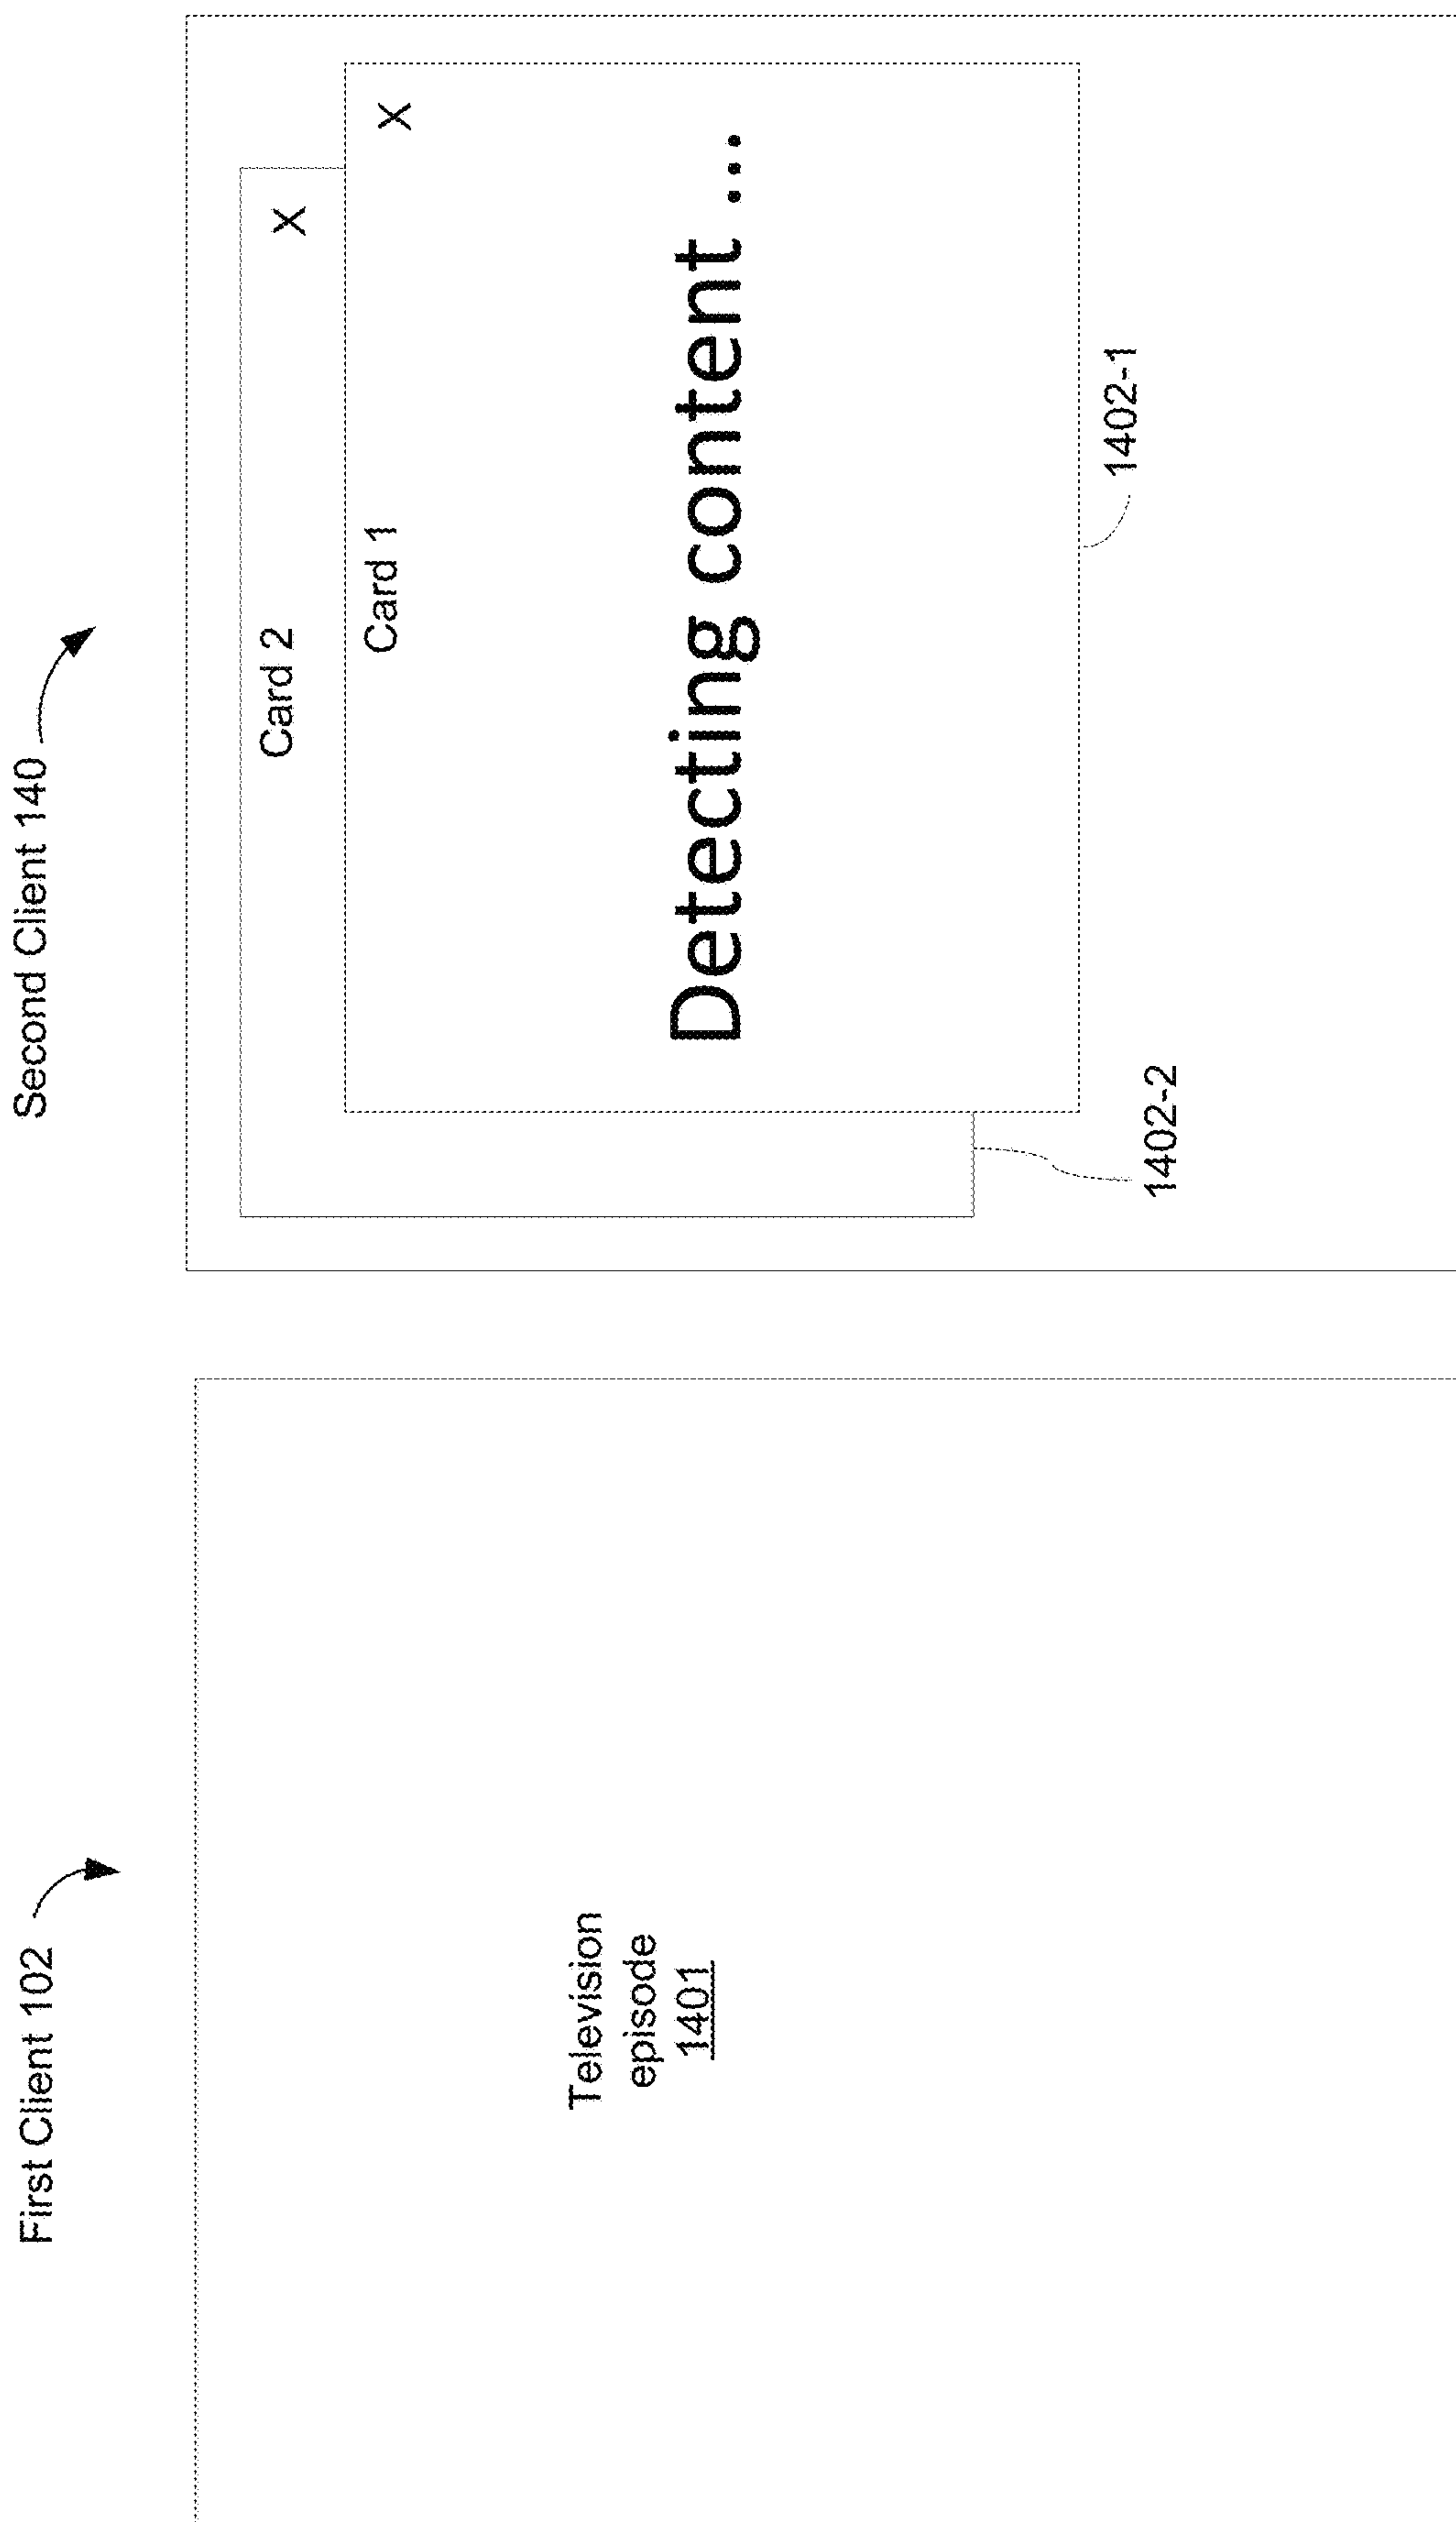 First Client 102
Television
episode
1401
Second Client 140
Card 2
X
Card 1
X
Detecting content ...
1402-1
1402-2